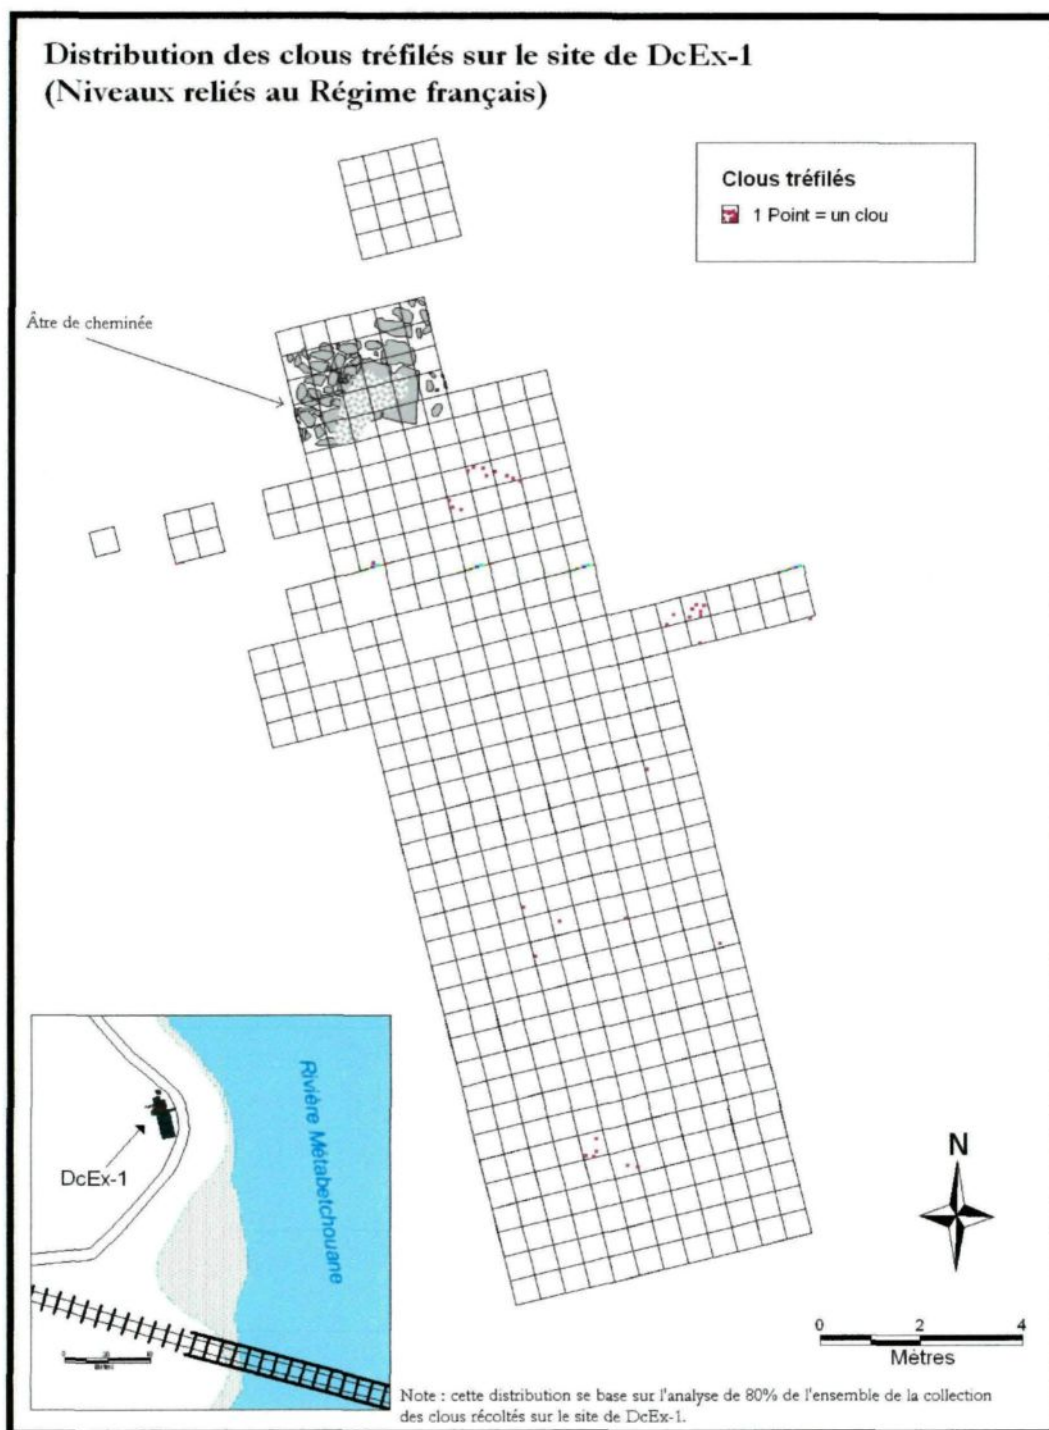 Distribution des clous tréfilés sur le site de DcEx-1
(Niveaux reliés au Régime français)
Clous tréfilés
1 Point = un clou
Âtre de cheminée
Rivière Métabetchouane
DcEx-1
N
0 2 4
Mètres
Note : cette distribution se base sur l'analyse de 80% de l'ensemble de la collection
des clous récoltés sur le site de DcEx-1.